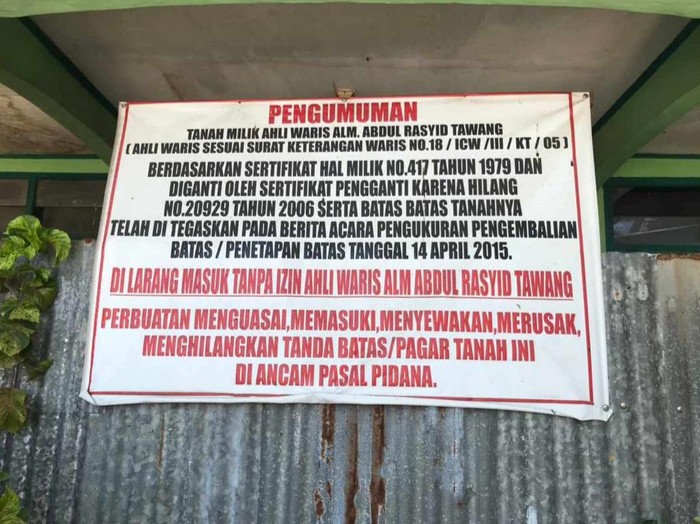 PENGUMUMAN
TANAH MILIK AHLI WARIS ALM. ABDUL RASYID TAWANG
( AHLI WARIS SESUAI SURAT KETERANGAN WARIS NO.18 / ICW /III / KT / 05 )
BERDASARKAN SERTIFIKAT HAL MILIK NO.417 TAHUN 1979 DAN
DIGANTI OLEH SERTIFIKAT PENGGANTI KARENA HILANG
NO.20929 TAHUN 2006 SERTA BATAS BATAS TANAHNYA
TELAH DI TEGASKAN PADA BERITA ACARA PENGUKURAN PENGEMBALIAN
BATAS / PENETAPAN BATAS TANGGAL 14 APRIL 2015.
DI LARANG MASUK TANPA IZIN AHLI WARIS ALM ABDUL RASYID TAWANG
PERBUATAN MENGUASAI,MEMASUKI,MENYEWAKAN,MERUSAK,
MENGHILANGKAN TANDA BATAS/PAGAR TANAH INI
DI ANCAM PASAL PIDANA.